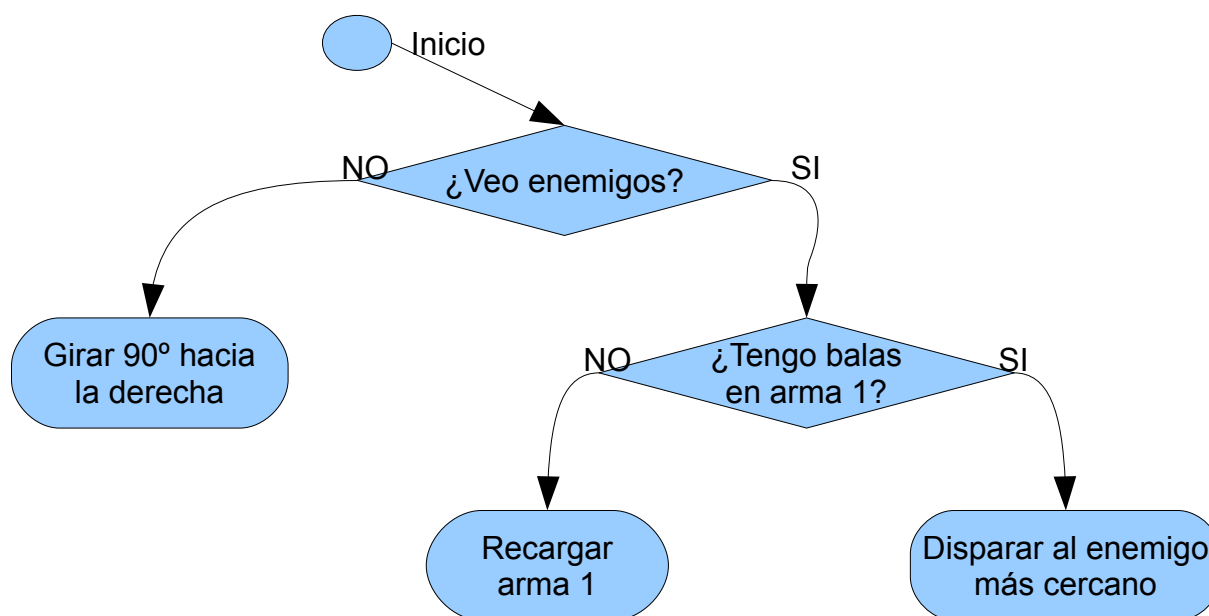 Inicio
NO
¿Veo enemigos?
SI
Girar 90º hacia
la derecha
NO
¿Tengo balas
en arma 1?
SI
Recargar
arma 1
Disparar al enemigo
más cercano